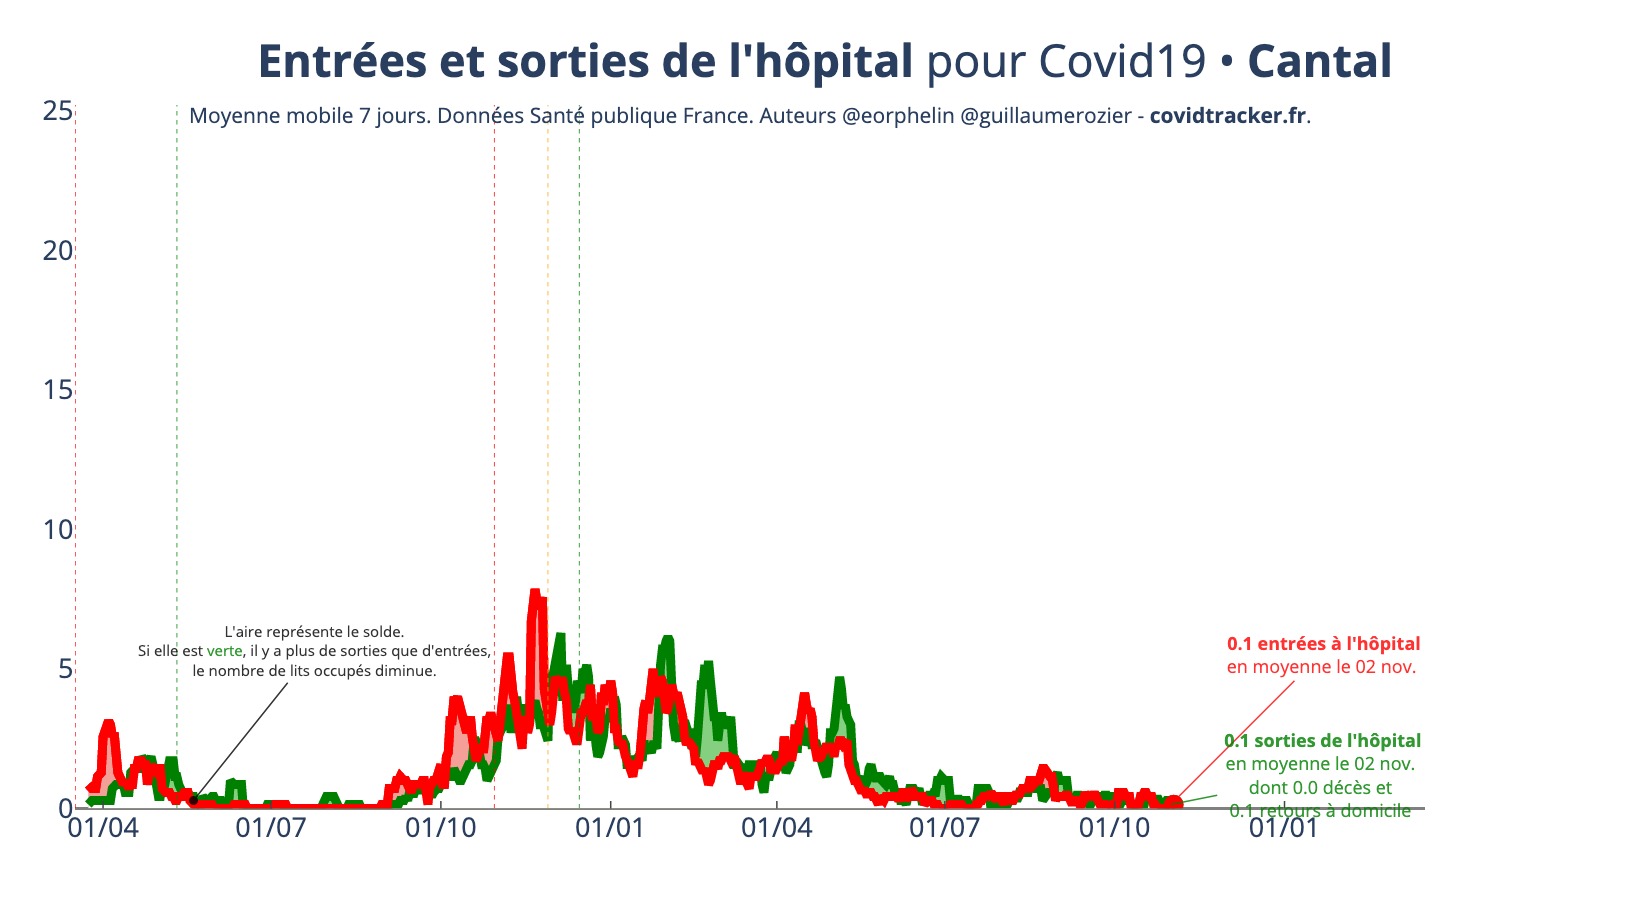 Entrées et sorties de l'hôpital pour Covid19 • Cantal
Moyenne mobile 7 jours. Données Santé publique France. Auteurs @eorphelin @guillaumerozier - covidtracker.fr.
25
20
15
10
5
0
L'aire représente le solde.
Si elle est verte, il y a plus de sorties que d'entrées,
le nombre de lits occupés diminue.
0.1 entrées à l'hôpital
en moyenne le 02 nov.
0.1 sorties de l'hôpital
en moyenne le 02 nov.
dont 0.0 décès et
0.1 retours à domicile
01/04 01/07 01/10 01/01 01/04 01/07 01/10 01/01